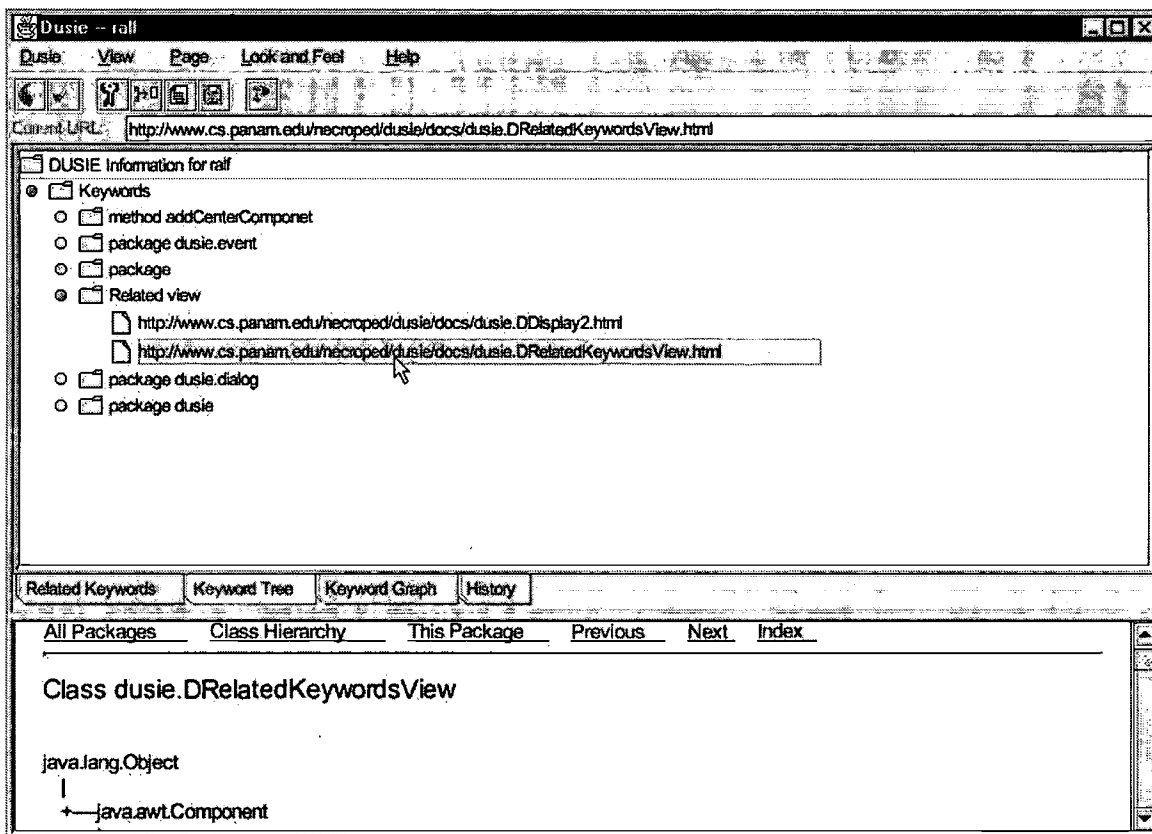 Dusie -- ralf
Dusie View Page Look and Feel Help
Current URL: http://www.cs.panam.edu/necroped/dusie/docs/dusie.DRelatedKeywordsView.html
DUSIE Information for ralf
Keywords
method addCenterComponet
package dusie.event
package
Related view
http://www.cs.panam.edu/necroped/dusie/docs/dusie.DDisplay2.html
http://www.cs.panam.edu/necroped/dusie/docs/dusie.DRelatedKeywordsView.html
package dusie.dialog
package dusie
Related Keywords Keyword Tree Keyword Graph History
All Packages Class Hierarchy This Package Previous Next Index
Class dusie.DRelatedKeywordsView
java.lang.Object
|
+----java.awt.Component